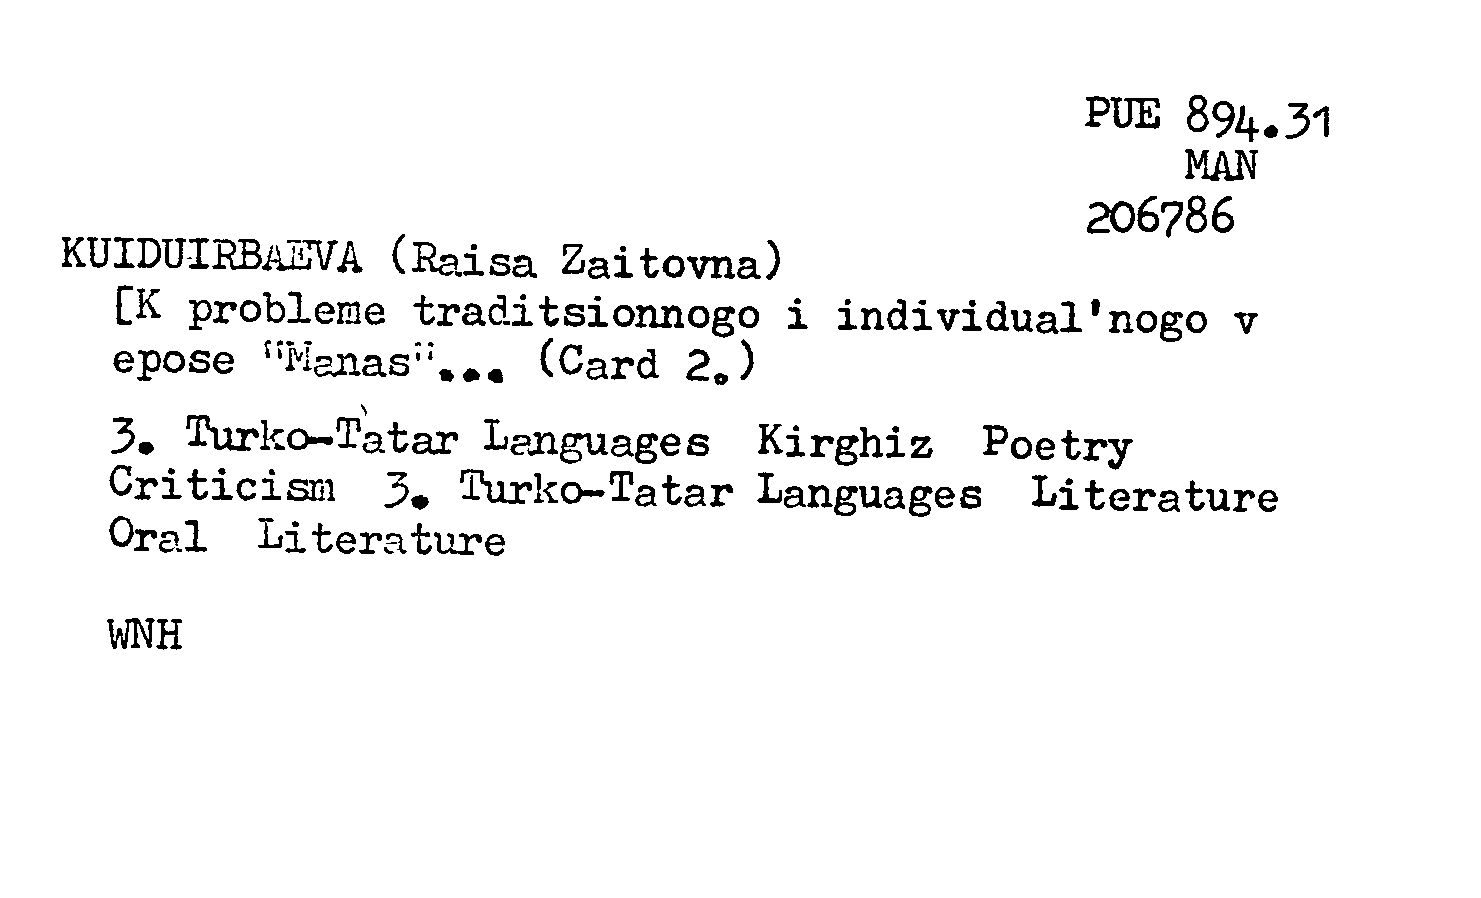 PUE 894.31
MAN
206786
KUIDUIRBAEVA (Raisa Zaitovna)
[K probleme traditsionnogo i individual'nogo v
epose "Manas"... (Card 2.)
3. Turko-Tatar Languages Kirghiz Poetry
Criticism 3. Turko-Tatar Languages Literature
Oral Literature
WNH